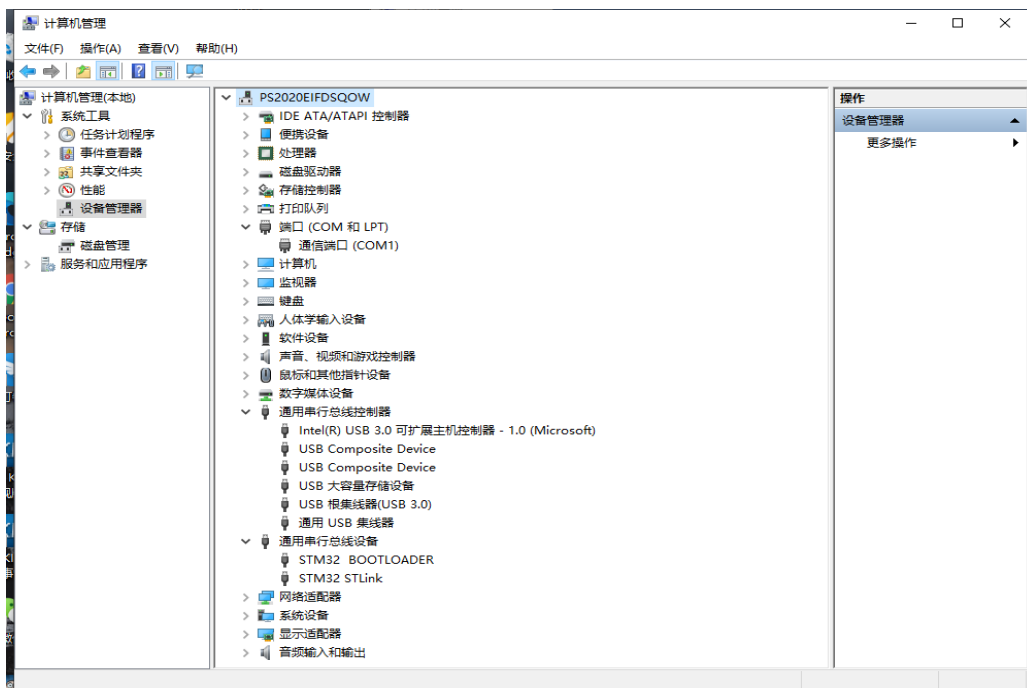 计算机管理
文件(F) 操作(A) 查看(V) 帮助(H)
计算机管理(本地)
系统工具
任务计划程序
事件查看器
共享文件夹
性能
设备管理器
存储
磁盘管理
服务和应用程序
PS2020EIFDSQOW
IDE ATA/ATAPI 控制器
便携设备
处理器
磁盘驱动器
存储控制器
打印队列
端口 (COM 和 LPT)
通信端口 (COM1)
计算机
监视器
键盘
人体学输入设备
软件设备
声音、视频和游戏控制器
鼠标和其他指针设备
数字媒体设备
通用串行总线控制器
Intel(R) USB 3.0 可扩展主机控制器 - 1.0 (Microsoft)
USB Composite Device
USB Composite Device
USB 大容量存储设备
USB 根集线器(USB 3.0)
通用 USB 集线器
通用串行总线设备
STM32 BOOTLOADER
STM32 STLink
网络适配器
系统设备
显示适配器
音频输入和输出
操作
设备管理器
更多操作